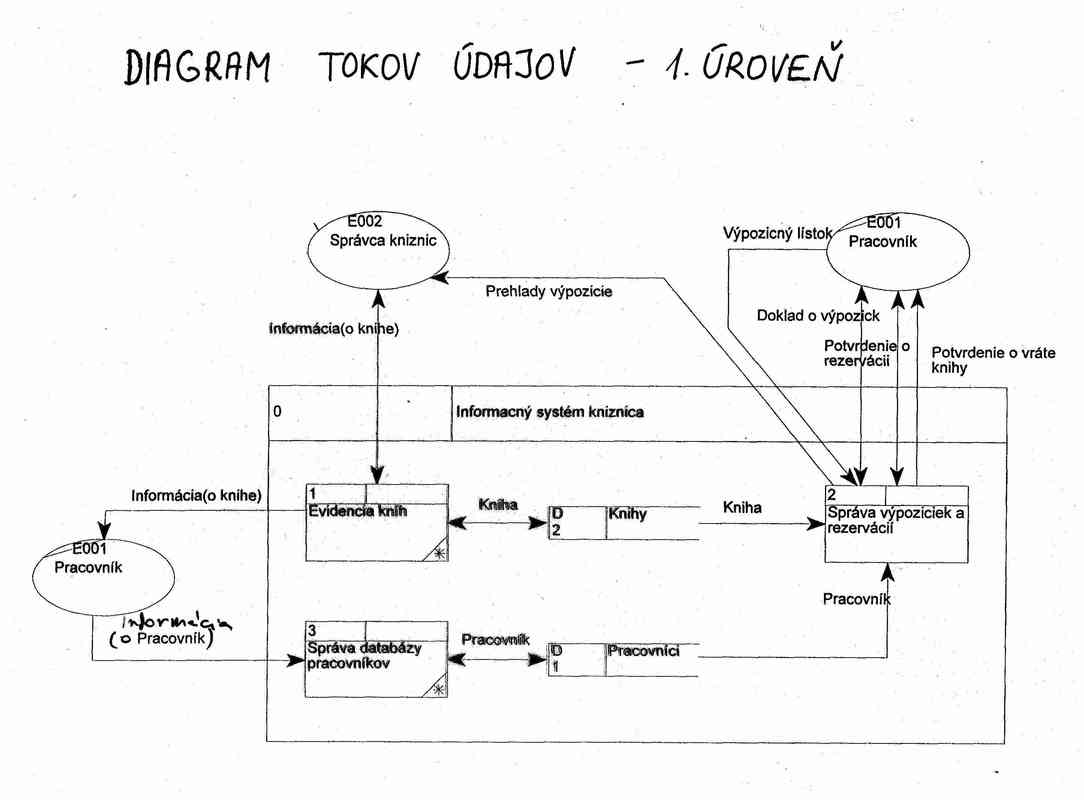 DIAGRAM TOKOV ÚDAJOV - 1. ÚROVEŇ
E002
Správca kniznic
Výpozicný lístok
E001
Pracovník
Prehlady výpozicie
Doklad o výpozick
Informácia(o knihe)
Potvrdenie o
rezervácii
Potvrdenie o vráte
knihy
0
Informacný systém kniznica
Informácia(o knihe)
1
Evidencia kníh
Kniha
D
2
Knihy
Kniha
2
Správa výpoziciek a
rezervácií
E001
Pracovník
Informácia
(o Pracovník)
Pracovník
3
Správa databázy
pracovníkov
Pracovník
D
1
Pracovníci